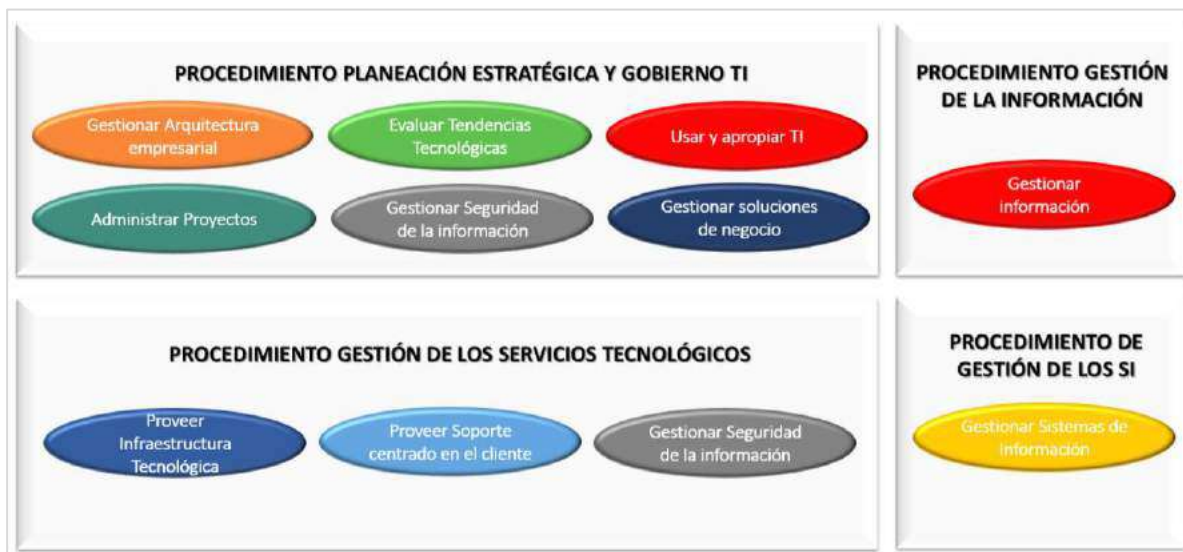 PROCEDIMIENTO PLANEACIÓN ESTRATÉGICA Y GOBIERNO TI
Gestionar Arquitectura
empresarial
Evaluar Tendencias
Tecnológicas
Usar y apropiar TI
Administrar Proyectos
Gestionar Seguridad
de la información
Gestionar soluciones
de negocio
PROCEDIMIENTO GESTIÓN
DE LA INFORMACIÓN
Gestionar
información
PROCEDIMIENTO GESTIÓN DE LOS SERVICIOS TECNOLÓGICOS
Proveer
Infraestructura
Tecnológica
Proveer Soporte
centrado en el cliente
Gestionar Seguridad
de la información
PROCEDIMIENTO DE
GESTIÓN DE LOS SI
Gestionar Sistemas de
Información